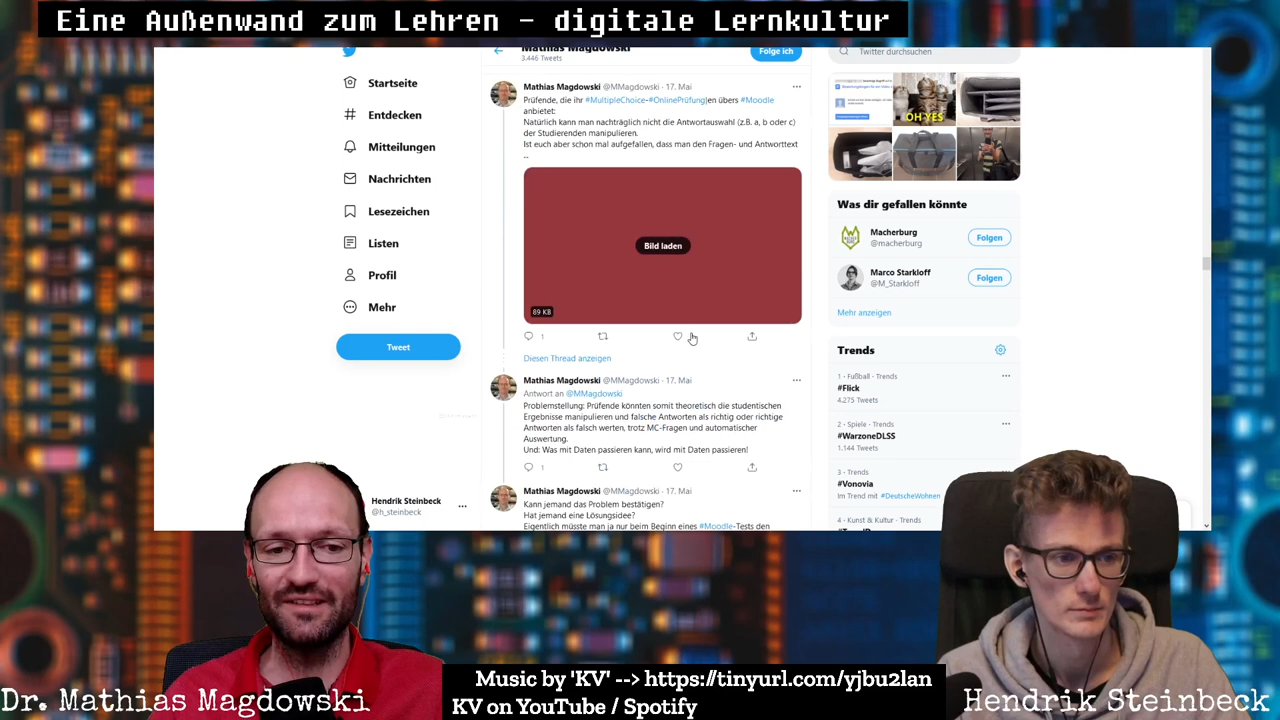 Eine Außenwand zum Lehren - digitale Lernkultur
Startseite
Entdecken
Mitteilungen
Nachrichten
Lesezeichen
Listen
Profil
Mehr
Tweet
Hendrik Steinbeck
@h_steinbeck
Mathias Magdowski
3.446 Tweets
Folge ich
Mathias Magdowski @MMagdowski · 17. Mai
Prüfende, die ihr #MultipleChoice-#OnlinePrüfung|en übers #Moodle
anbietet:
Natürlich kann man nachträglich nicht die Antwortauswahl (z.B. a, b oder c)
der Studierenden manipulieren.
Ist euch aber schon mal aufgefallen, dass man den Fragen- und Antworttext
...
Bild laden
89 KB
1
Diesen Thread anzeigen
Mathias Magdowski @MMagdowski · 17. Mai
Antwort an @MMagdowski
Problemstellung: Prüfende könnten somit theoretisch die studentischen
Ergebnisse manipulieren und falsche Antworten als richtig oder richtige
Antworten als falsch werten, trotz MC-Fragen und automatischer
Auswertung.
Und: Was mit Daten passieren kann, wird mit Daten passieren!
1
Mathias Magdowski @MMagdowski · 17. Mai
Kann jemand das Problem bestätigen?
Hat jemand eine Lösungsidee?
Eigentlich müsste man ja nur beim Beginn eines #Moodle-Tests den
Twitter durchsuchen
OH YES
Was dir gefallen könnte
Macherburg
@macherburg
Folgen
Marco Starkloff
@M_Starkloff
Folgen
Mehr anzeigen
Trends
1 · Fußball · Trends
#Flick
4.275 Tweets
2 · Spiele · Trends
#WarzoneDLSS
1.144 Tweets
3 · Trends
#Vonovia
Im Trend mit #DeutscheWohnen
4 · Kunst & Kultur · Trends
Music by 'KV' --> https://tinyurl.com/yjbu2lan
KV on YouTube / Spotify
Dr. Mathias Magdowski
Hendrik Steinbeck